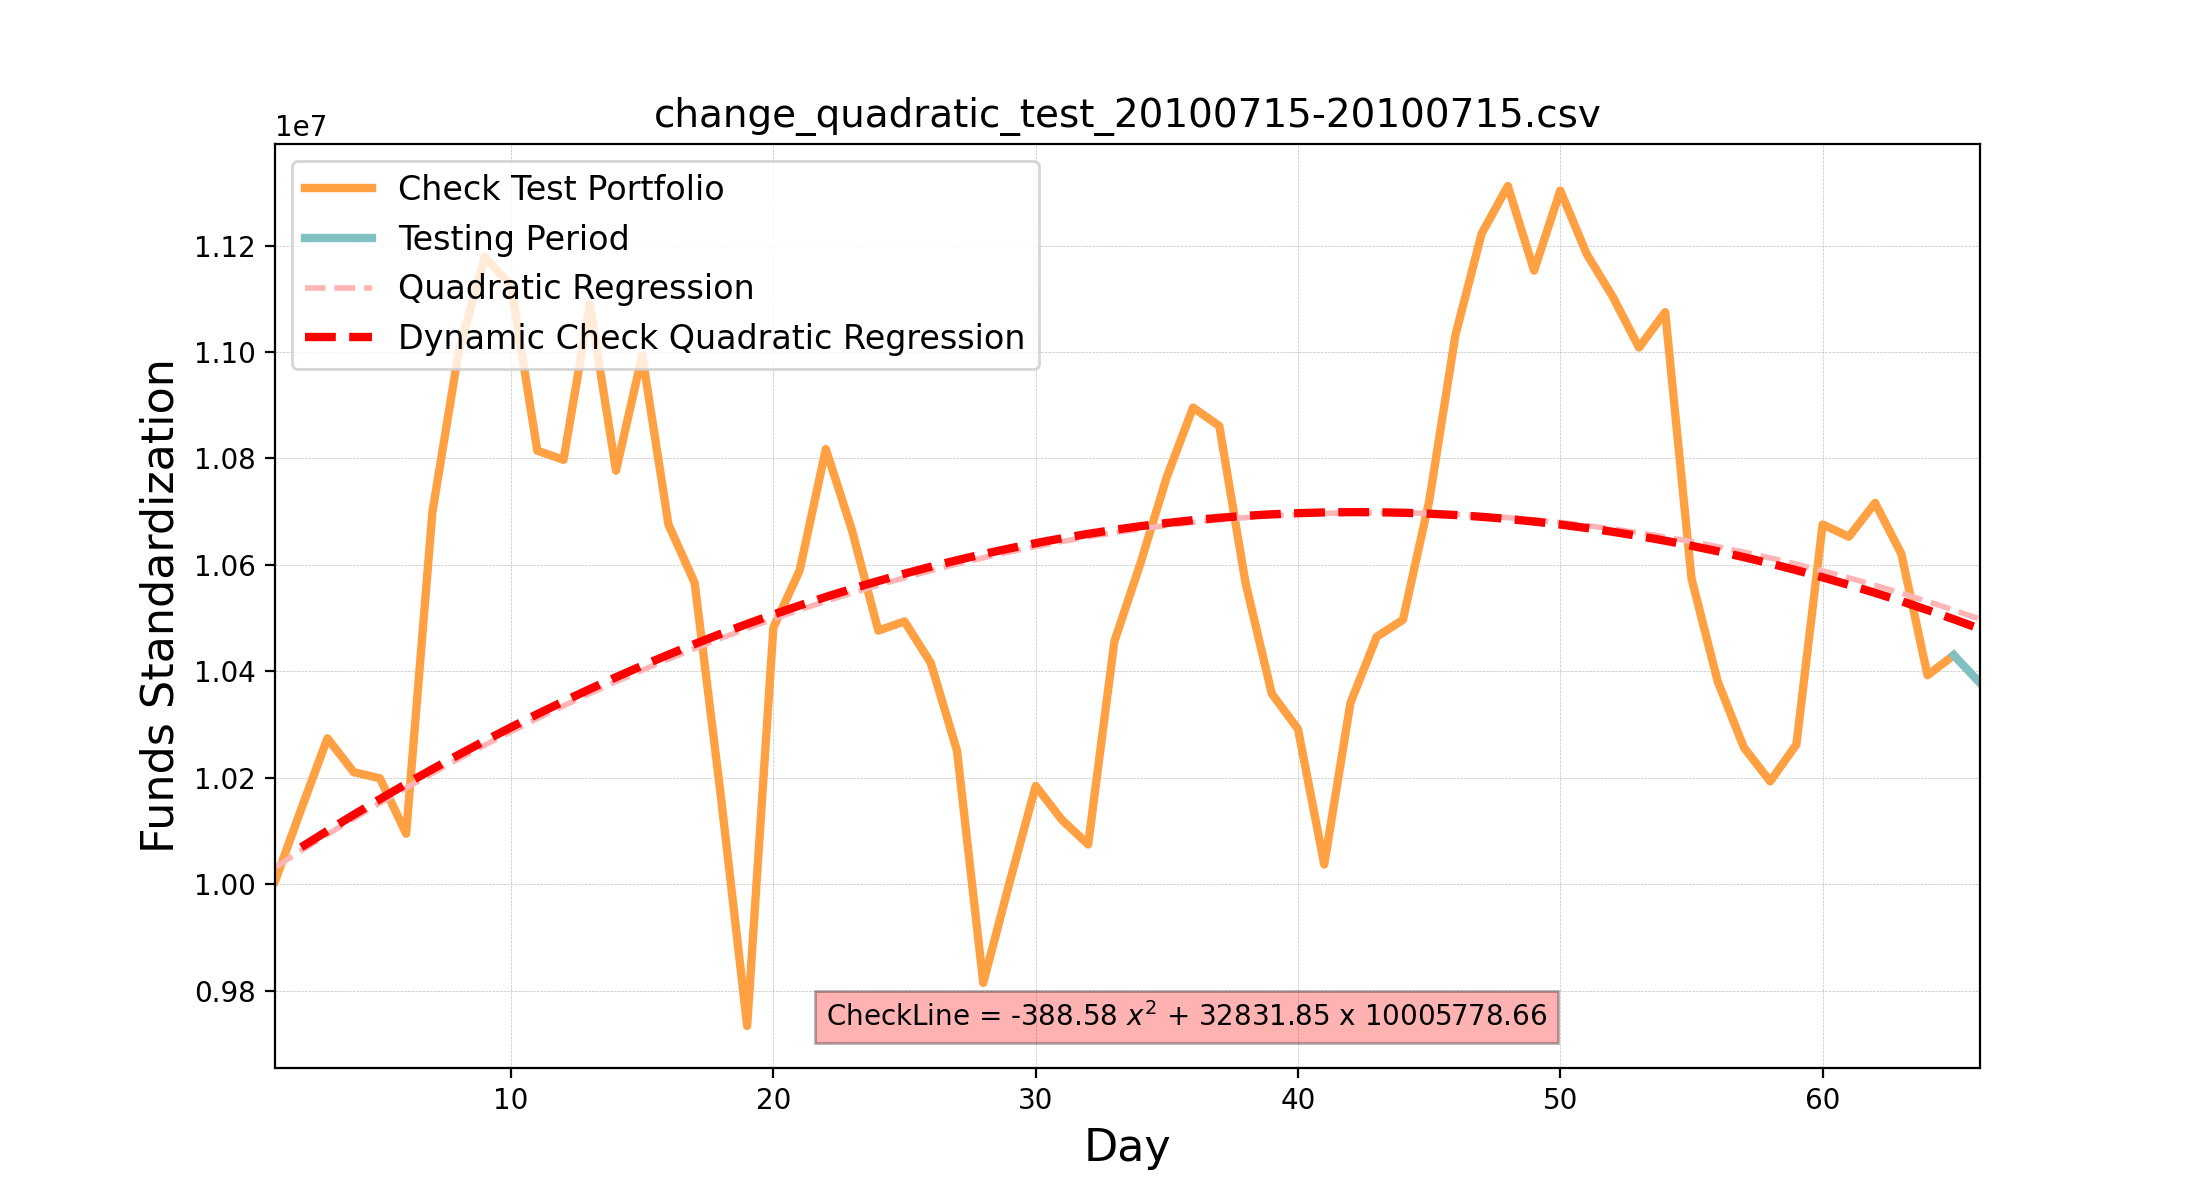 change_quadratic_test_20100715-20100715.csv
1e7
Check Test Portfolio
Testing Period
Quadratic Regression
Dynamic Check Quadratic Regression
Funds Standardization
1.12
1.10
1.08
1.06
1.04
1.02
1.00
0.98
CheckLine = -388.58 x² + 32831.85 x 10005778.66
10 20 30 40 50 60
Day